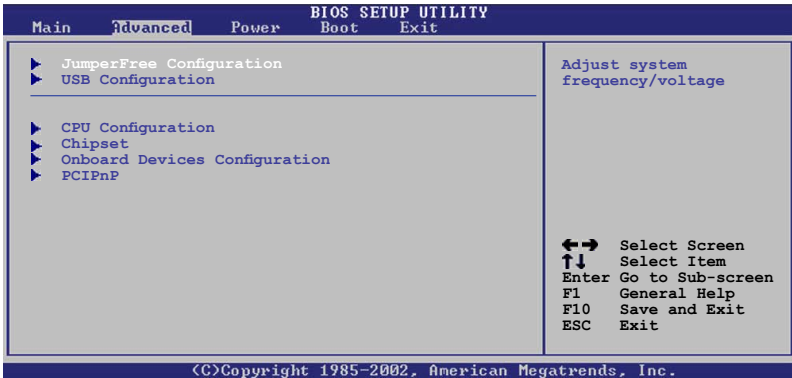 BIOS SETUP UTILITY
Main Advanced Power Boot Exit
JumperFree Configuration
USB Configuration
CPU Configuration
Chipset
Onboard Devices Configuration
PCIPnP
Adjust system
frequency/voltage
←→ Select Screen
↑↓ Select Item
Enter Go to Sub-screen
F1 General Help
F10 Save and Exit
ESC Exit
(C)Copyright 1985-2002, American Megatrends, Inc.